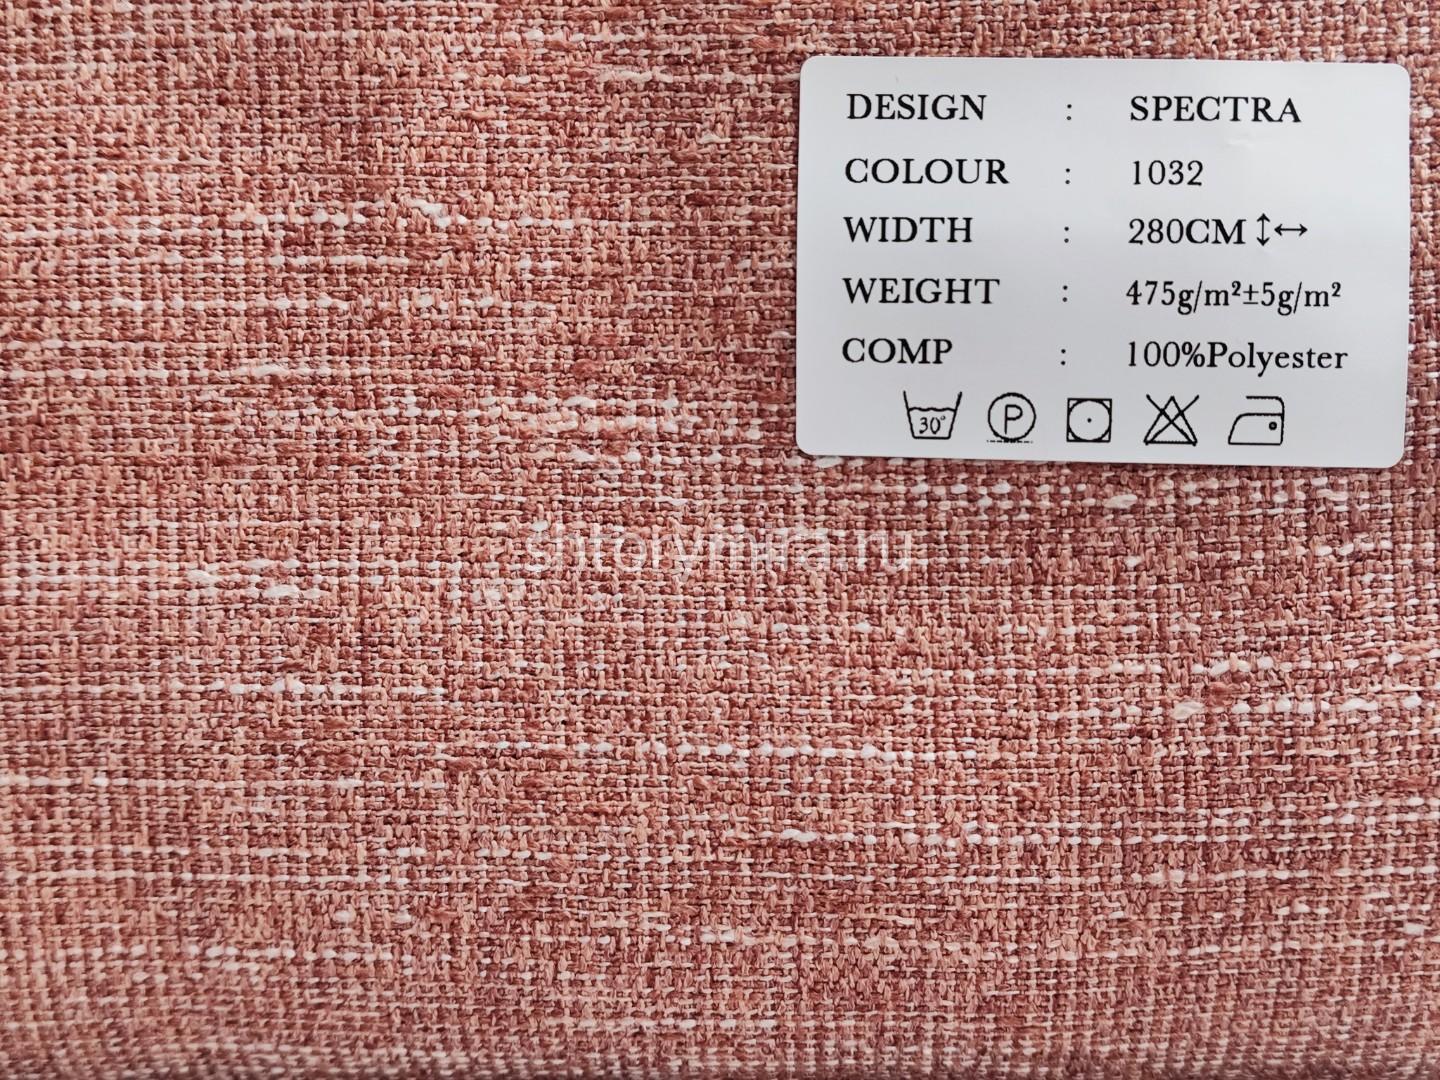 DESIGN : SPECTRA
COLOUR : 1032
WIDTH : 280CM ↕↔
WEIGHT : 475g/m²±5g/m²
COMP : 100%Polyester
30° P
shtorymira.ru